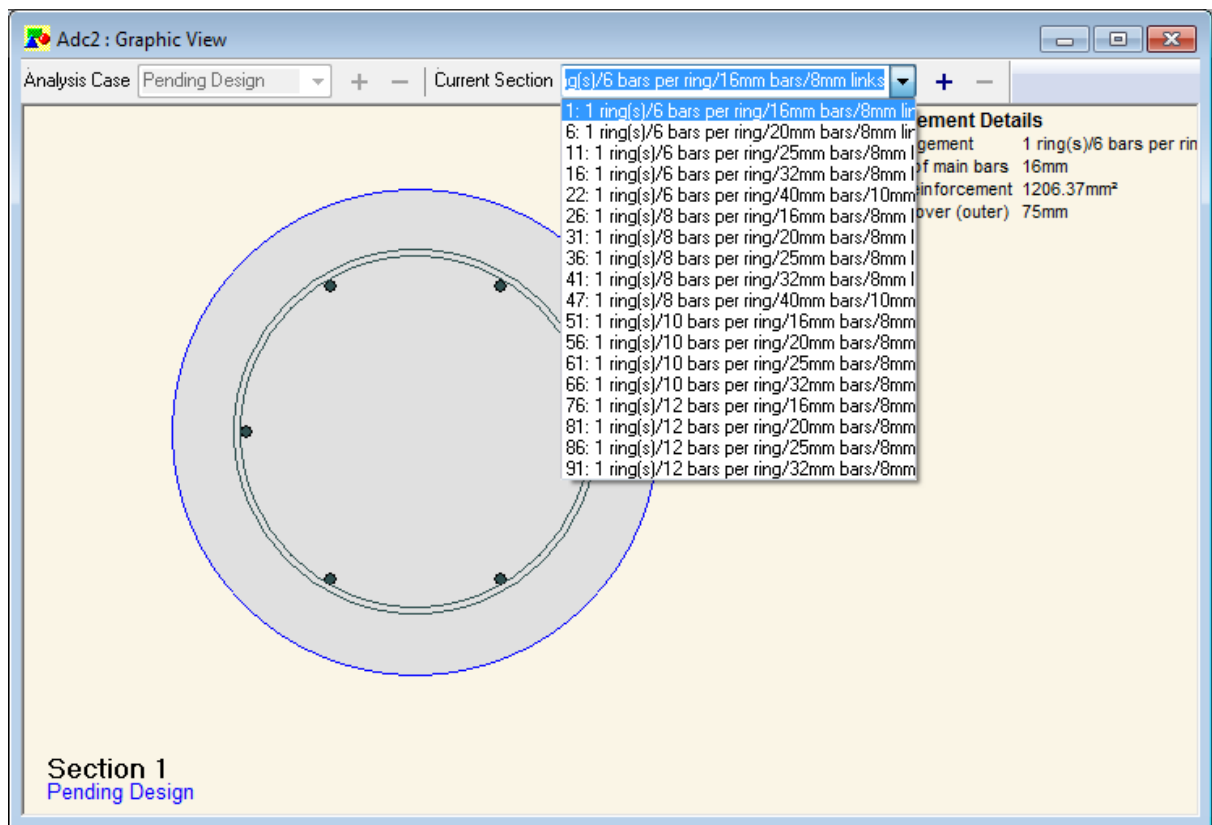 Adc2 : Graphic View
Analysis Case Pending Design Current Section g(s)/6 bars per ring/16mm bars/8mm links
1: 1 ring(s)/6 bars per ring/16mm bars/8mm lin
6: 1 ring(s)/6 bars per ring/20mm bars/8mm lin
11: 1 ring(s)/6 bars per ring/25mm bars/8mm l
16: 1 ring(s)/6 bars per ring/32mm bars/8mm l
22: 1 ring(s)/6 bars per ring/40mm bars/10mm
26: 1 ring(s)/8 bars per ring/16mm bars/8mm l
31: 1 ring(s)/8 bars per ring/20mm bars/8mm l
36: 1 ring(s)/8 bars per ring/25mm bars/8mm l
41: 1 ring(s)/8 bars per ring/32mm bars/8mm l
47: 1 ring(s)/8 bars per ring/40mm bars/10mm
51: 1 ring(s)/10 bars per ring/16mm bars/8mm
56: 1 ring(s)/10 bars per ring/20mm bars/8mm
61: 1 ring(s)/10 bars per ring/25mm bars/8mm
66: 1 ring(s)/10 bars per ring/32mm bars/8mm
76: 1 ring(s)/12 bars per ring/16mm bars/8mm
81: 1 ring(s)/12 bars per ring/20mm bars/8mm
86: 1 ring(s)/12 bars per ring/25mm bars/8mm
91: 1 ring(s)/12 bars per ring/32mm bars/8mm
ement Details
gement 1 ring(s)/6 bars per rin
of main bars 16mm
einforcement 1206.37mm²
over (outer) 75mm
Section 1
Pending Design